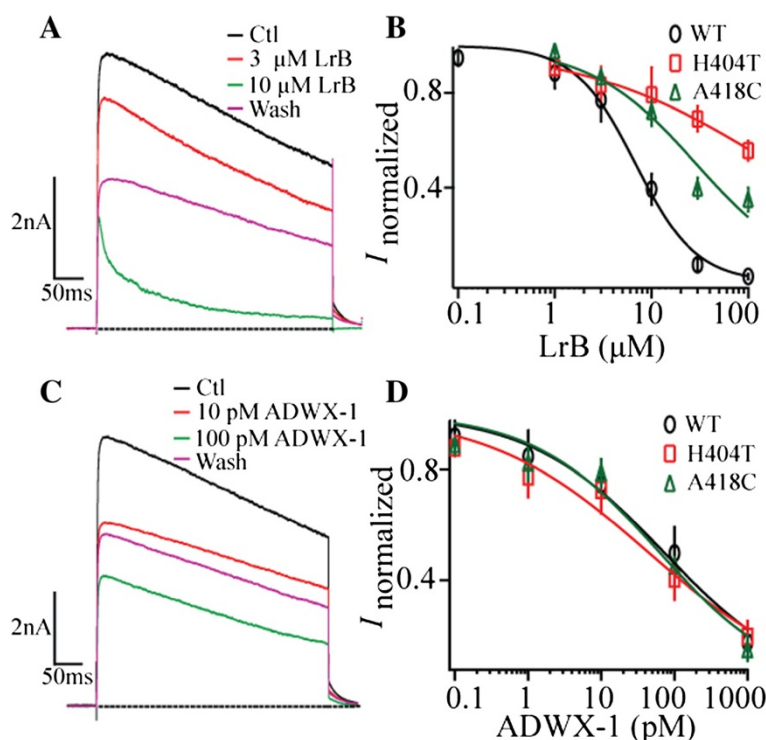 A
Ctl
3 µM LrB
10 µM LrB
Wash
2nA
50ms
B
WT
H404T
A418C
I normalized
0.8
0.4
0.1 1 10 100
LrB (µM)
C
Ctl
10 pM ADWX-1
100 pM ADWX-1
Wash
2nA
50ms
D
WT
H404T
A418C
I normalized
0.8
0.4
0.1 1 10 100 1000
ADWX-1 (pM)